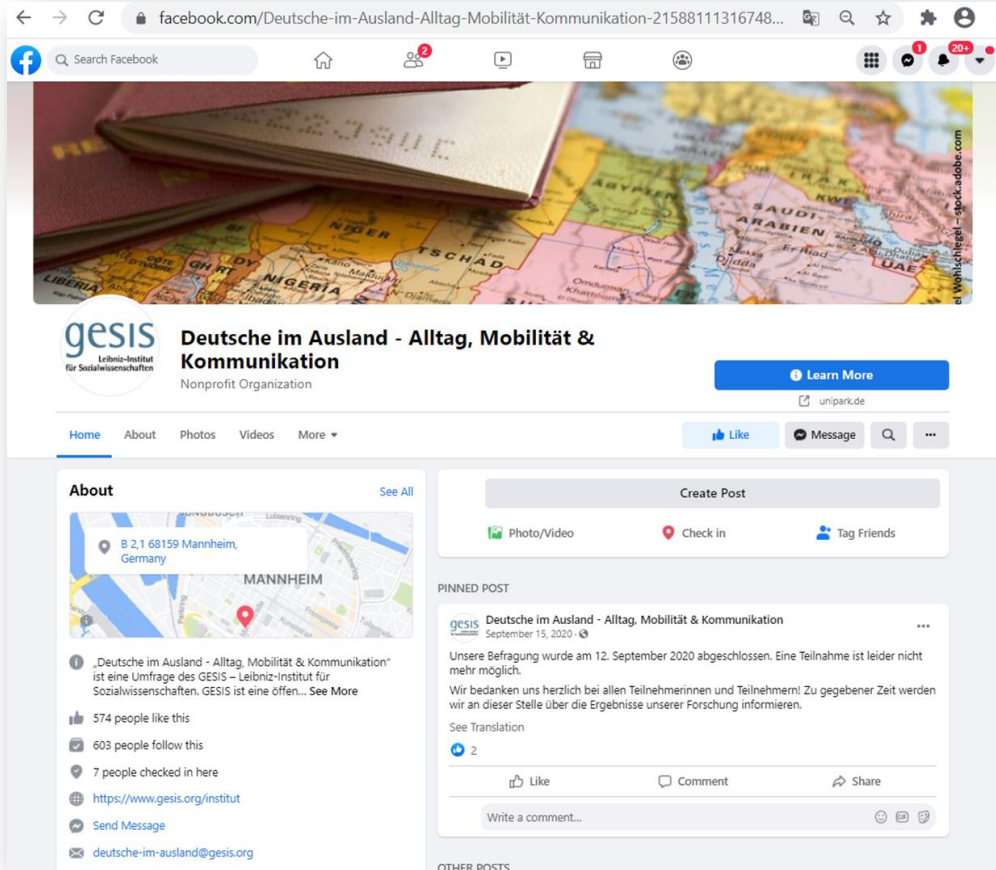 facebook.com/Deutsche-im-Ausland-Alltag-Mobilität-Kommunikation-21588111316748...
Search Facebook
2
1
20+
NIGER
TSCHAD
NIGERIA
LIBERIA
ÄGYPTEN
SAUDI-
ARABIEN
Er Riad
UAE
Omdurman
Khartoum
stock.adobe.com
gesis
Leibniz-Institut
für Sozialwissenschaften
Deutsche im Ausland - Alltag, Mobilität &
Kommunikation
Nonprofit Organization
Learn More
unipark.de
Home About Photos Videos More
Like Message
About See All
B 2,1 68159 Mannheim,
Germany
MANNHEIM
„Deutsche im Ausland - Alltag, Mobilität & Kommunikation“
ist eine Umfrage des GESIS – Leibniz-Institut für
Sozialwissenschaften. GESIS ist eine öffen... See More
574 people like this
603 people follow this
7 people checked in here
https://www.gesis.org/institut
Send Message
deutsche-im-ausland@gesis.org
Create Post
Photo/Video Check in Tag Friends
PINNED POST
gesis
Deutsche im Ausland - Alltag, Mobilität & Kommunikation
September 15, 2020
Unsere Befragung wurde am 12. September 2020 abgeschlossen. Eine Teilnahme ist leider nicht
mehr möglich.
Wir bedanken uns herzlich bei allen Teilnehmerinnen und Teilnehmern! Zu gegebener Zeit werden
wir an dieser Stelle über die Ergebnisse unserer Forschung informieren.
See Translation
2
Like Comment Share
Write a comment...
GIF
OTHER POSTS